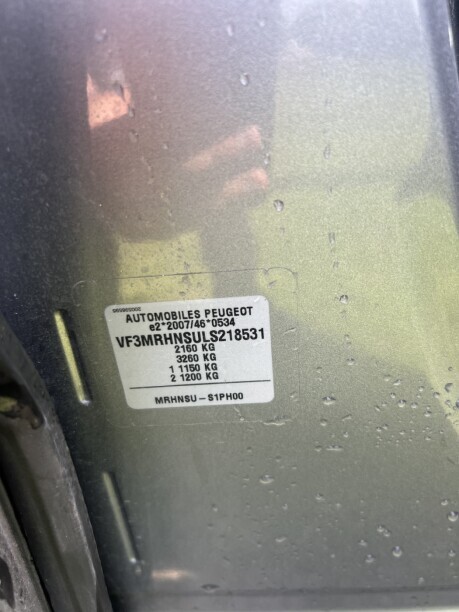 AUTOMOBILES PEUGEOT
e2*2007/46*0534
VF3MRHNSULS218531
2160 KG
3260 KG
1 1150 KG
2 1200 KG
MRHNSU-S1PH00